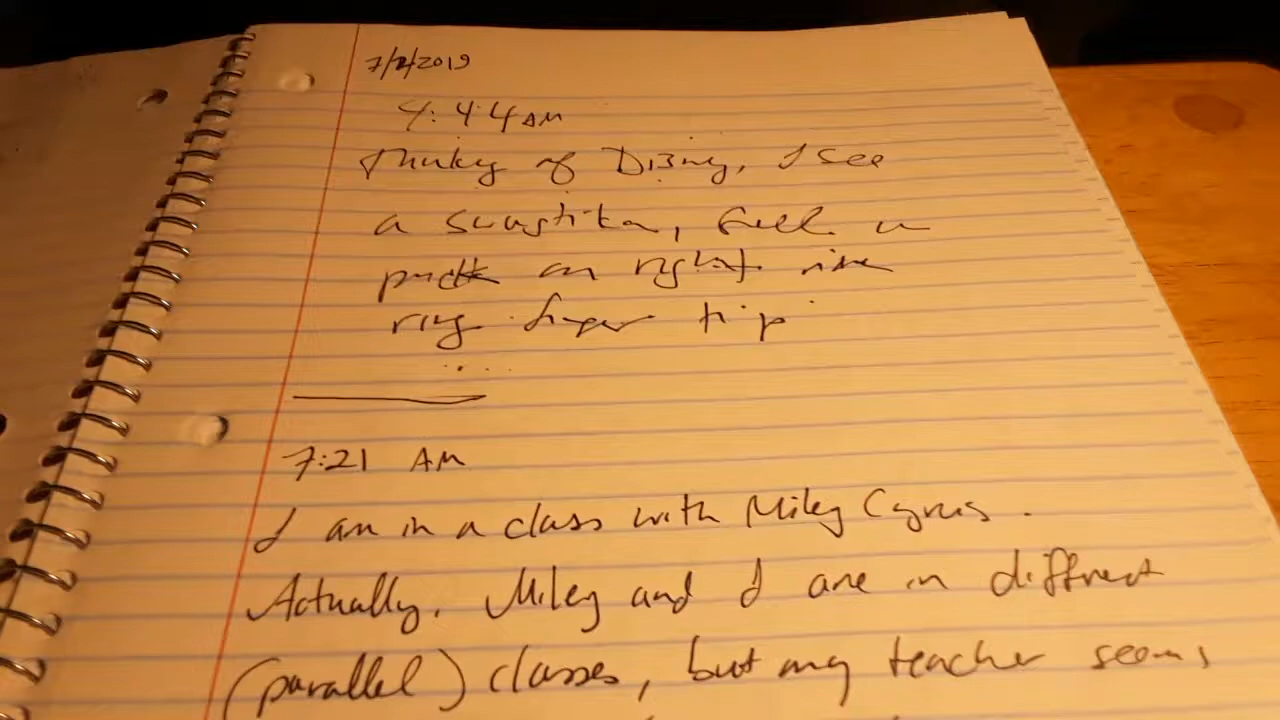 7/2/2019
4:44 AM
Thinking of Disney, I see
a swastika, feel a
prick on right
ring finger tip
....
7:21 AM
I am in a class with Miley Cyrus.
Actually, Miley and I are in different
(parallel) classes, but my teacher seems